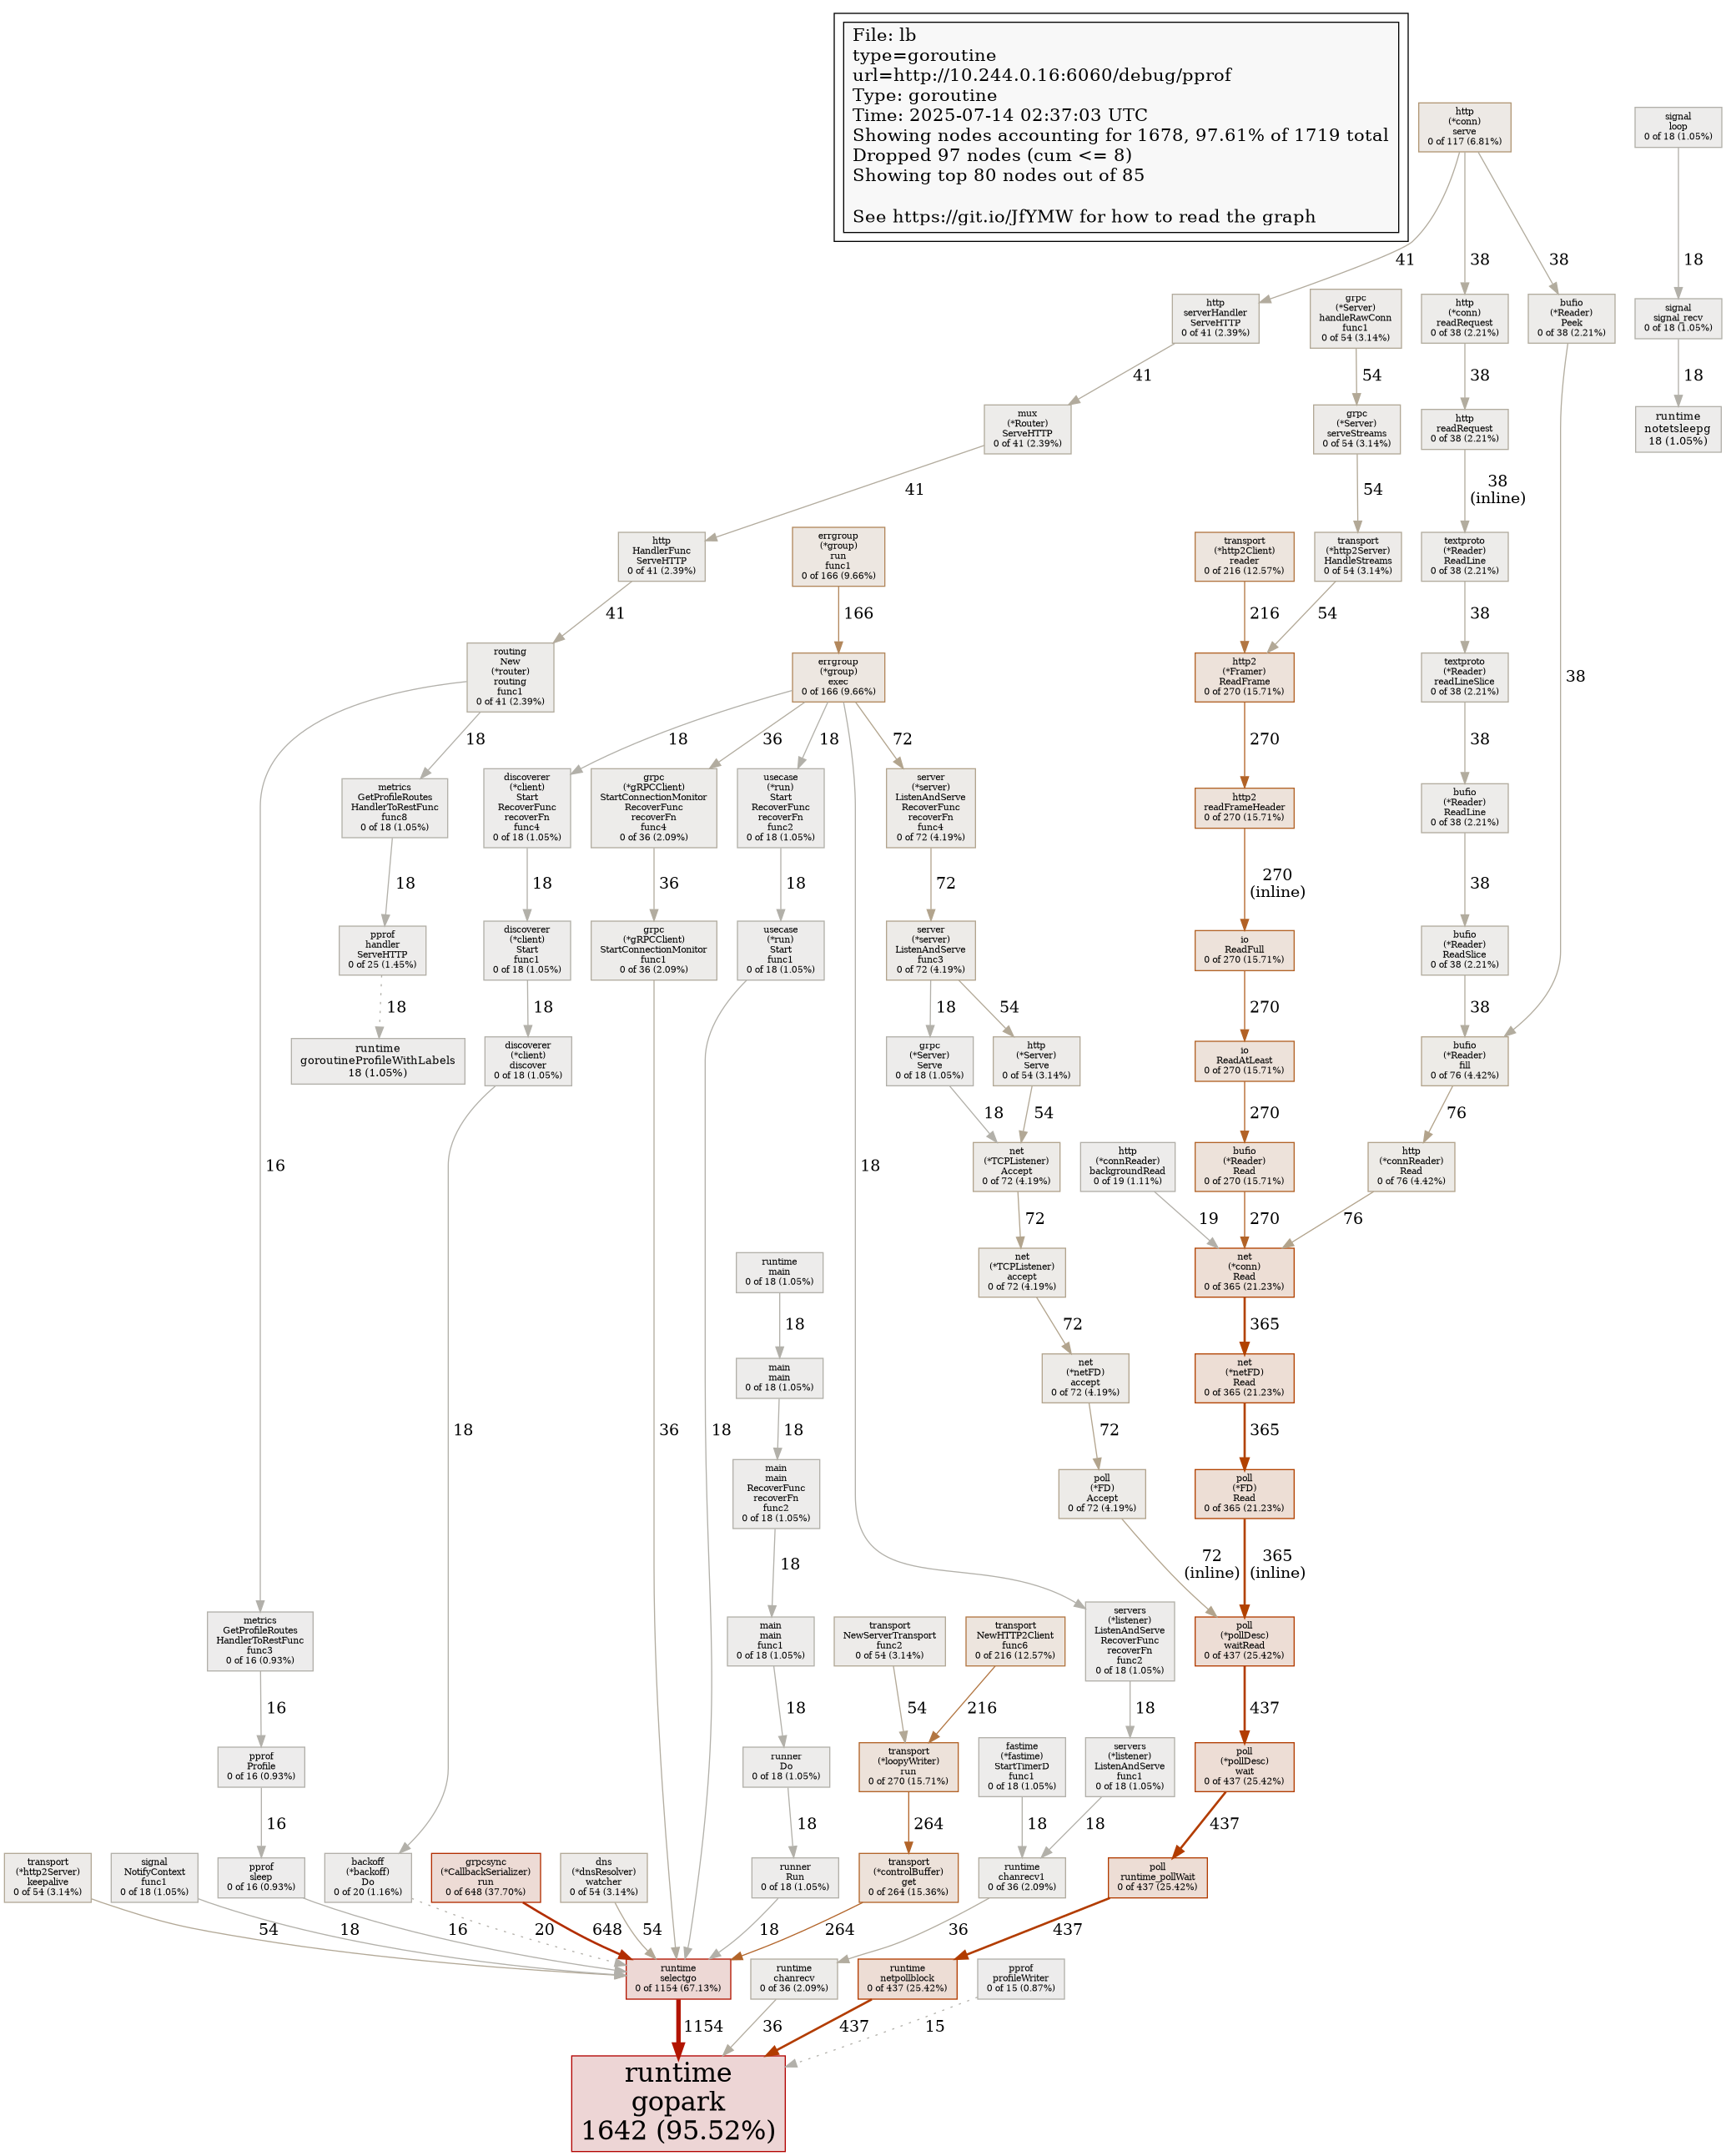 File: lb
type=goroutine
url=http://10.244.0.16:6060/debug/pprof
Type: goroutine
Time: 2025-07-14 02:37:03 UTC
Showing nodes accounting for 1678, 97.61% of 1719 total
Dropped 97 nodes (cum <= 8)
Showing top 80 nodes out of 85
See https://git.io/JfYMW for how to read the graph
http
(*conn)
serve
0 of 117 (6.81%)
signal
loop
0 of 18 (1.05%)
41
38
38
18
http
serverHandler
ServeHTTP
0 of 41 (2.39%)
grpc
(*Server)
handleRawConn
func1
0 of 54 (3.14%)
http
(*conn)
readRequest
0 of 38 (2.21%)
bufio
(*Reader)
Peek
0 of 38 (2.21%)
signal
signal_recv
0 of 18 (1.05%)
41
54
38
18
mux
(*Router)
ServeHTTP
0 of 41 (2.39%)
grpc
(*Server)
serveStreams
0 of 54 (3.14%)
http
readRequest
0 of 38 (2.21%)
runtime
notetsleepg
18 (1.05%)
41
54
38
(inline)
http
HandlerFunc
ServeHTTP
0 of 41 (2.39%)
errgroup
(*group)
run
func1
0 of 166 (9.66%)
transport
(*http2Client)
reader
0 of 216 (12.57%)
transport
(*http2Server)
HandleStreams
0 of 54 (3.14%)
textproto
(*Reader)
ReadLine
0 of 38 (2.21%)
41
166
216
54
38
routing
New
(*router)
routing
func1
0 of 41 (2.39%)
errgroup
(*group)
exec
0 of 166 (9.66%)
http2
(*Framer)
ReadFrame
0 of 270 (15.71%)
textproto
(*Reader)
readLineSlice
0 of 38 (2.21%)
38
18
18
36
18
72
270
38
metrics
GetProfileRoutes
HandlerToRestFunc
func8
0 of 18 (1.05%)
discoverer
(*client)
Start
RecoverFunc
recoverFn
func4
0 of 18 (1.05%)
grpc
(*gRPCClient)
StartConnectionMonitor
RecoverFunc
recoverFn
func4
0 of 36 (2.09%)
usecase
(*run)
Start
RecoverFunc
recoverFn
func2
0 of 18 (1.05%)
server
(*server)
ListenAndServe
RecoverFunc
recoverFn
func4
0 of 72 (4.19%)
http2
readFrameHeader
0 of 270 (15.71%)
bufio
(*Reader)
ReadLine
0 of 38 (2.21%)
18
18
36
18
72
270
(inline)
38
pprof
handler
ServeHTTP
0 of 25 (1.45%)
discoverer
(*client)
Start
func1
0 of 18 (1.05%)
grpc
(*gRPCClient)
StartConnectionMonitor
func1
0 of 36 (2.09%)
usecase
(*run)
Start
func1
0 of 18 (1.05%)
server
(*server)
ListenAndServe
func3
0 of 72 (4.19%)
io
ReadFull
0 of 270 (15.71%)
bufio
(*Reader)
ReadSlice
0 of 38 (2.21%)
18
18
18
54
270
38
runtime
goroutineProfileWithLabels
18 (1.05%)
discoverer
(*client)
discover
0 of 18 (1.05%)
grpc
(*Server)
Serve
0 of 18 (1.05%)
http
(*Server)
Serve
0 of 54 (3.14%)
io
ReadAtLeast
0 of 270 (15.71%)
bufio
(*Reader)
fill
0 of 76 (4.42%)
18
54
270
76
16
18
net
(*TCPListener)
Accept
0 of 72 (4.19%)
http
(*connReader)
backgroundRead
0 of 19 (1.11%)
bufio
(*Reader)
Read
0 of 270 (15.71%)
http
(*connReader)
Read
0 of 76 (4.42%)
72
19
270
76
runtime
main
0 of 18 (1.05%)
net
(*TCPListener)
accept
0 of 72 (4.19%)
net
(*conn)
Read
0 of 365 (21.23%)
18
72
365
main
main
0 of 18 (1.05%)
net
(*netFD)
accept
0 of 72 (4.19%)
net
(*netFD)
Read
0 of 365 (21.23%)
18
36
18
18
72
365
main
main
RecoverFunc
recoverFn
func2
0 of 18 (1.05%)
poll
(*FD)
Accept
0 of 72 (4.19%)
poll
(*FD)
Read
0 of 365 (21.23%)
18
72
(inline)
365
(inline)
metrics
GetProfileRoutes
HandlerToRestFunc
func3
0 of 16 (0.93%)
main
main
func1
0 of 18 (1.05%)
transport
NewServerTransport
func2
0 of 54 (3.14%)
transport
NewHTTP2Client
func6
0 of 216 (12.57%)
servers
(*listener)
ListenAndServe
RecoverFunc
recoverFn
func2
0 of 18 (1.05%)
poll
(*pollDesc)
waitRead
0 of 437 (25.42%)
16
18
54
216
18
437
pprof
Profile
0 of 16 (0.93%)
runner
Do
0 of 18 (1.05%)
transport
(*loopyWriter)
run
0 of 270 (15.71%)
fastime
(*fastime)
StartTimerD
func1
0 of 18 (1.05%)
servers
(*listener)
ListenAndServe
func1
0 of 18 (1.05%)
poll
(*pollDesc)
wait
0 of 437 (25.42%)
16
18
264
18
18
437
transport
(*http2Server)
keepalive
0 of 54 (3.14%)
signal
NotifyContext
func1
0 of 18 (1.05%)
pprof
sleep
0 of 16 (0.93%)
backoff
(*backoff)
Do
0 of 20 (1.16%)
grpcsync
(*CallbackSerializer)
run
0 of 648 (37.70%)
dns
(*dnsResolver)
watcher
0 of 54 (3.14%)
runner
Run
0 of 18 (1.05%)
transport
(*controlBuffer)
get
0 of 264 (15.36%)
runtime
chanrecv1
0 of 36 (2.09%)
poll
runtime_pollWait
0 of 437 (25.42%)
54
18
16
20
648
54
18
264
36
437
runtime
selectgo
0 of 1154 (67.13%)
runtime
chanrecv
0 of 36 (2.09%)
runtime
netpollblock
0 of 437 (25.42%)
pprof
profileWriter
0 of 15 (0.87%)
1154
36
437
15
runtime
gopark
1642 (95.52%)